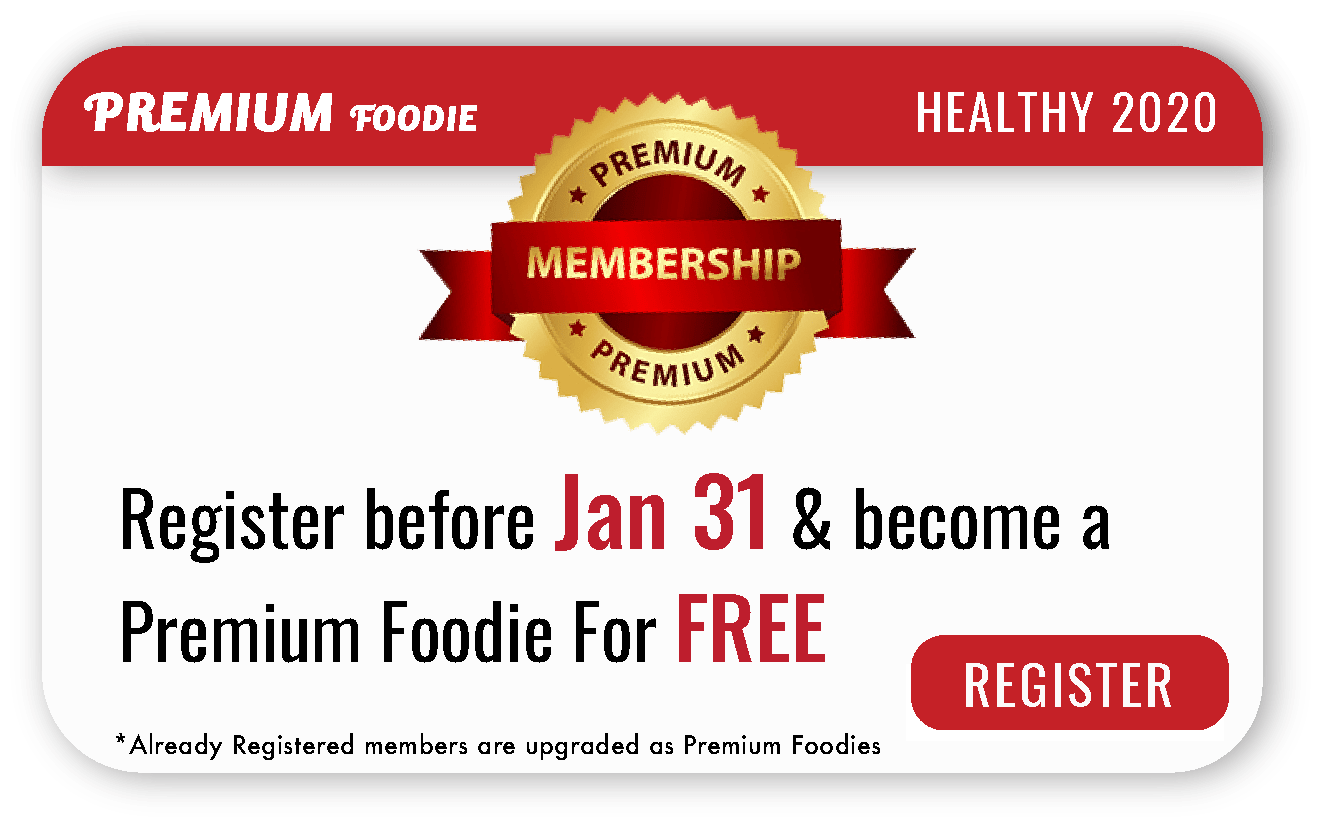 PREMIUM FOODIE
HEALTHY 2020
PREMIUM
MEMBERSHIP
PREMIUM
Register before Jan 31 & become a
Premium Foodie For FREE
REGISTER
*Already Registered members are upgraded as Premium Foodies